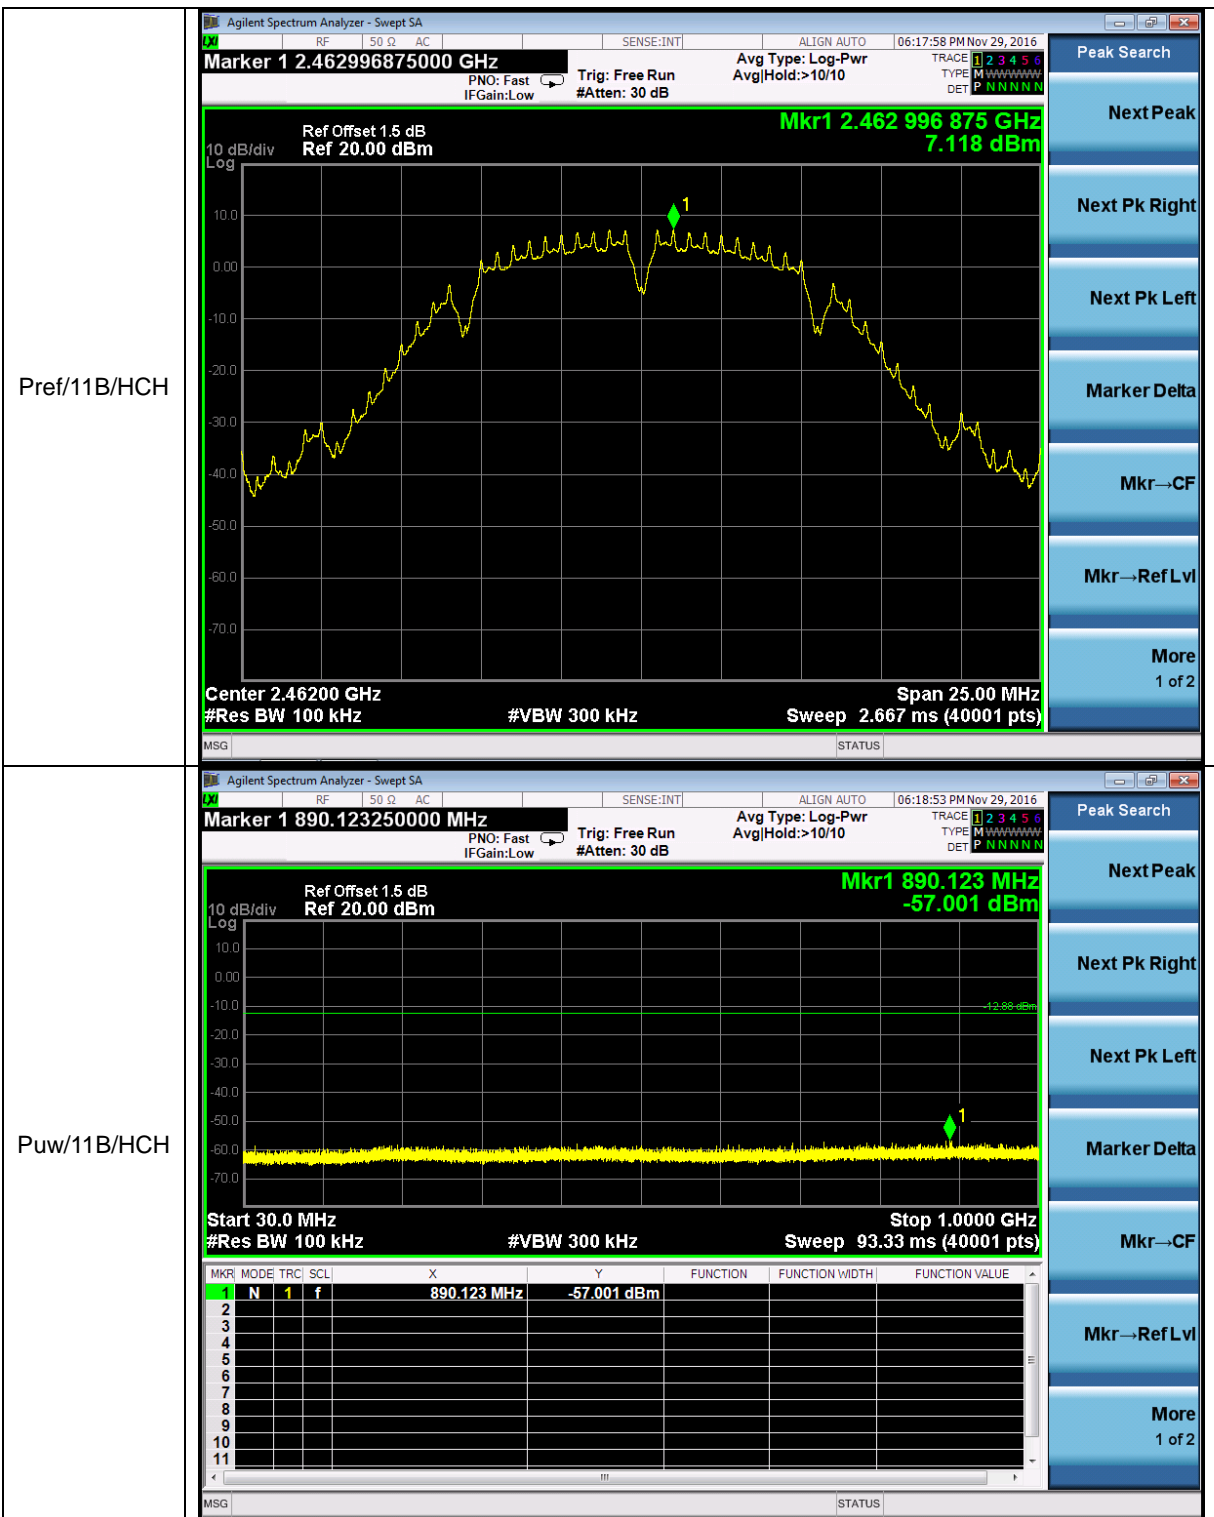 Pref/11B/HCH
Agilent Spectrum Analyzer - Swept SA
LXI RF 50 Ω AC SENSE:INT ALIGN AUTO 06:17:58 PM Nov 29, 2016
Marker 1 2.462996875000 GHz
PNO: Fast
IFGain:Low
Trig: Free Run
#Atten: 30 dB
Avg Type: Log-Pwr
Avg|Hold:>10/10
TRACE 1 2 3 4 5 6
TYPE M WWWWW
DET P N N N N N
Mkr1 2.462 996 875 GHz
7.118 dBm
Ref Offset 1.5 dB
10 dB/div Ref 20.00 dBm
Log
10.0
0.00
-10.0
-20.0
-30.0
-40.0
-50.0
-60.0
-70.0
1
Center 2.46200 GHz Span 25.00 MHz
#Res BW 100 kHz #VBW 300 kHz Sweep 2.667 ms (40001 pts)
MSG STATUS
Peak Search
Next Peak
Next Pk Right
Next Pk Left
Marker Delta
Mkr→CF
Mkr→Ref Lvl
More
1 of 2
Puw/11B/HCH
Agilent Spectrum Analyzer - Swept SA
LXI RF 50 Ω AC SENSE:INT ALIGN AUTO 06:18:53 PM Nov 29, 2016
Marker 1 890.123250000 MHz
PNO: Fast
IFGain:Low
Trig: Free Run
#Atten: 30 dB
Avg Type: Log-Pwr
Avg|Hold:>10/10
TRACE 1 2 3 4 5 6
TYPE M WWWWW
DET P N N N N N
Mkr1 890.123 MHz
-57.001 dBm
Ref Offset 1.5 dB
10 dB/div Ref 20.00 dBm
Log
10.0
0.00
-10.0
-12.88 dBm
-20.0
-30.0
-40.0
-50.0
-60.0
-70.0
1
Start 30.0 MHz Stop 1.0000 GHz
#Res BW 100 kHz #VBW 300 kHz Sweep 93.33 ms (40001 pts)
MKR MODE TRC SCL X Y FUNCTION FUNCTION WIDTH FUNCTION VALUE
1 N 1 f 890.123 MHz -57.001 dBm
2
3
4
5
6
7
8
9
10
11
MSG STATUS
Peak Search
Next Peak
Next Pk Right
Next Pk Left
Marker Delta
Mkr→CF
Mkr→Ref Lvl
More
1 of 2